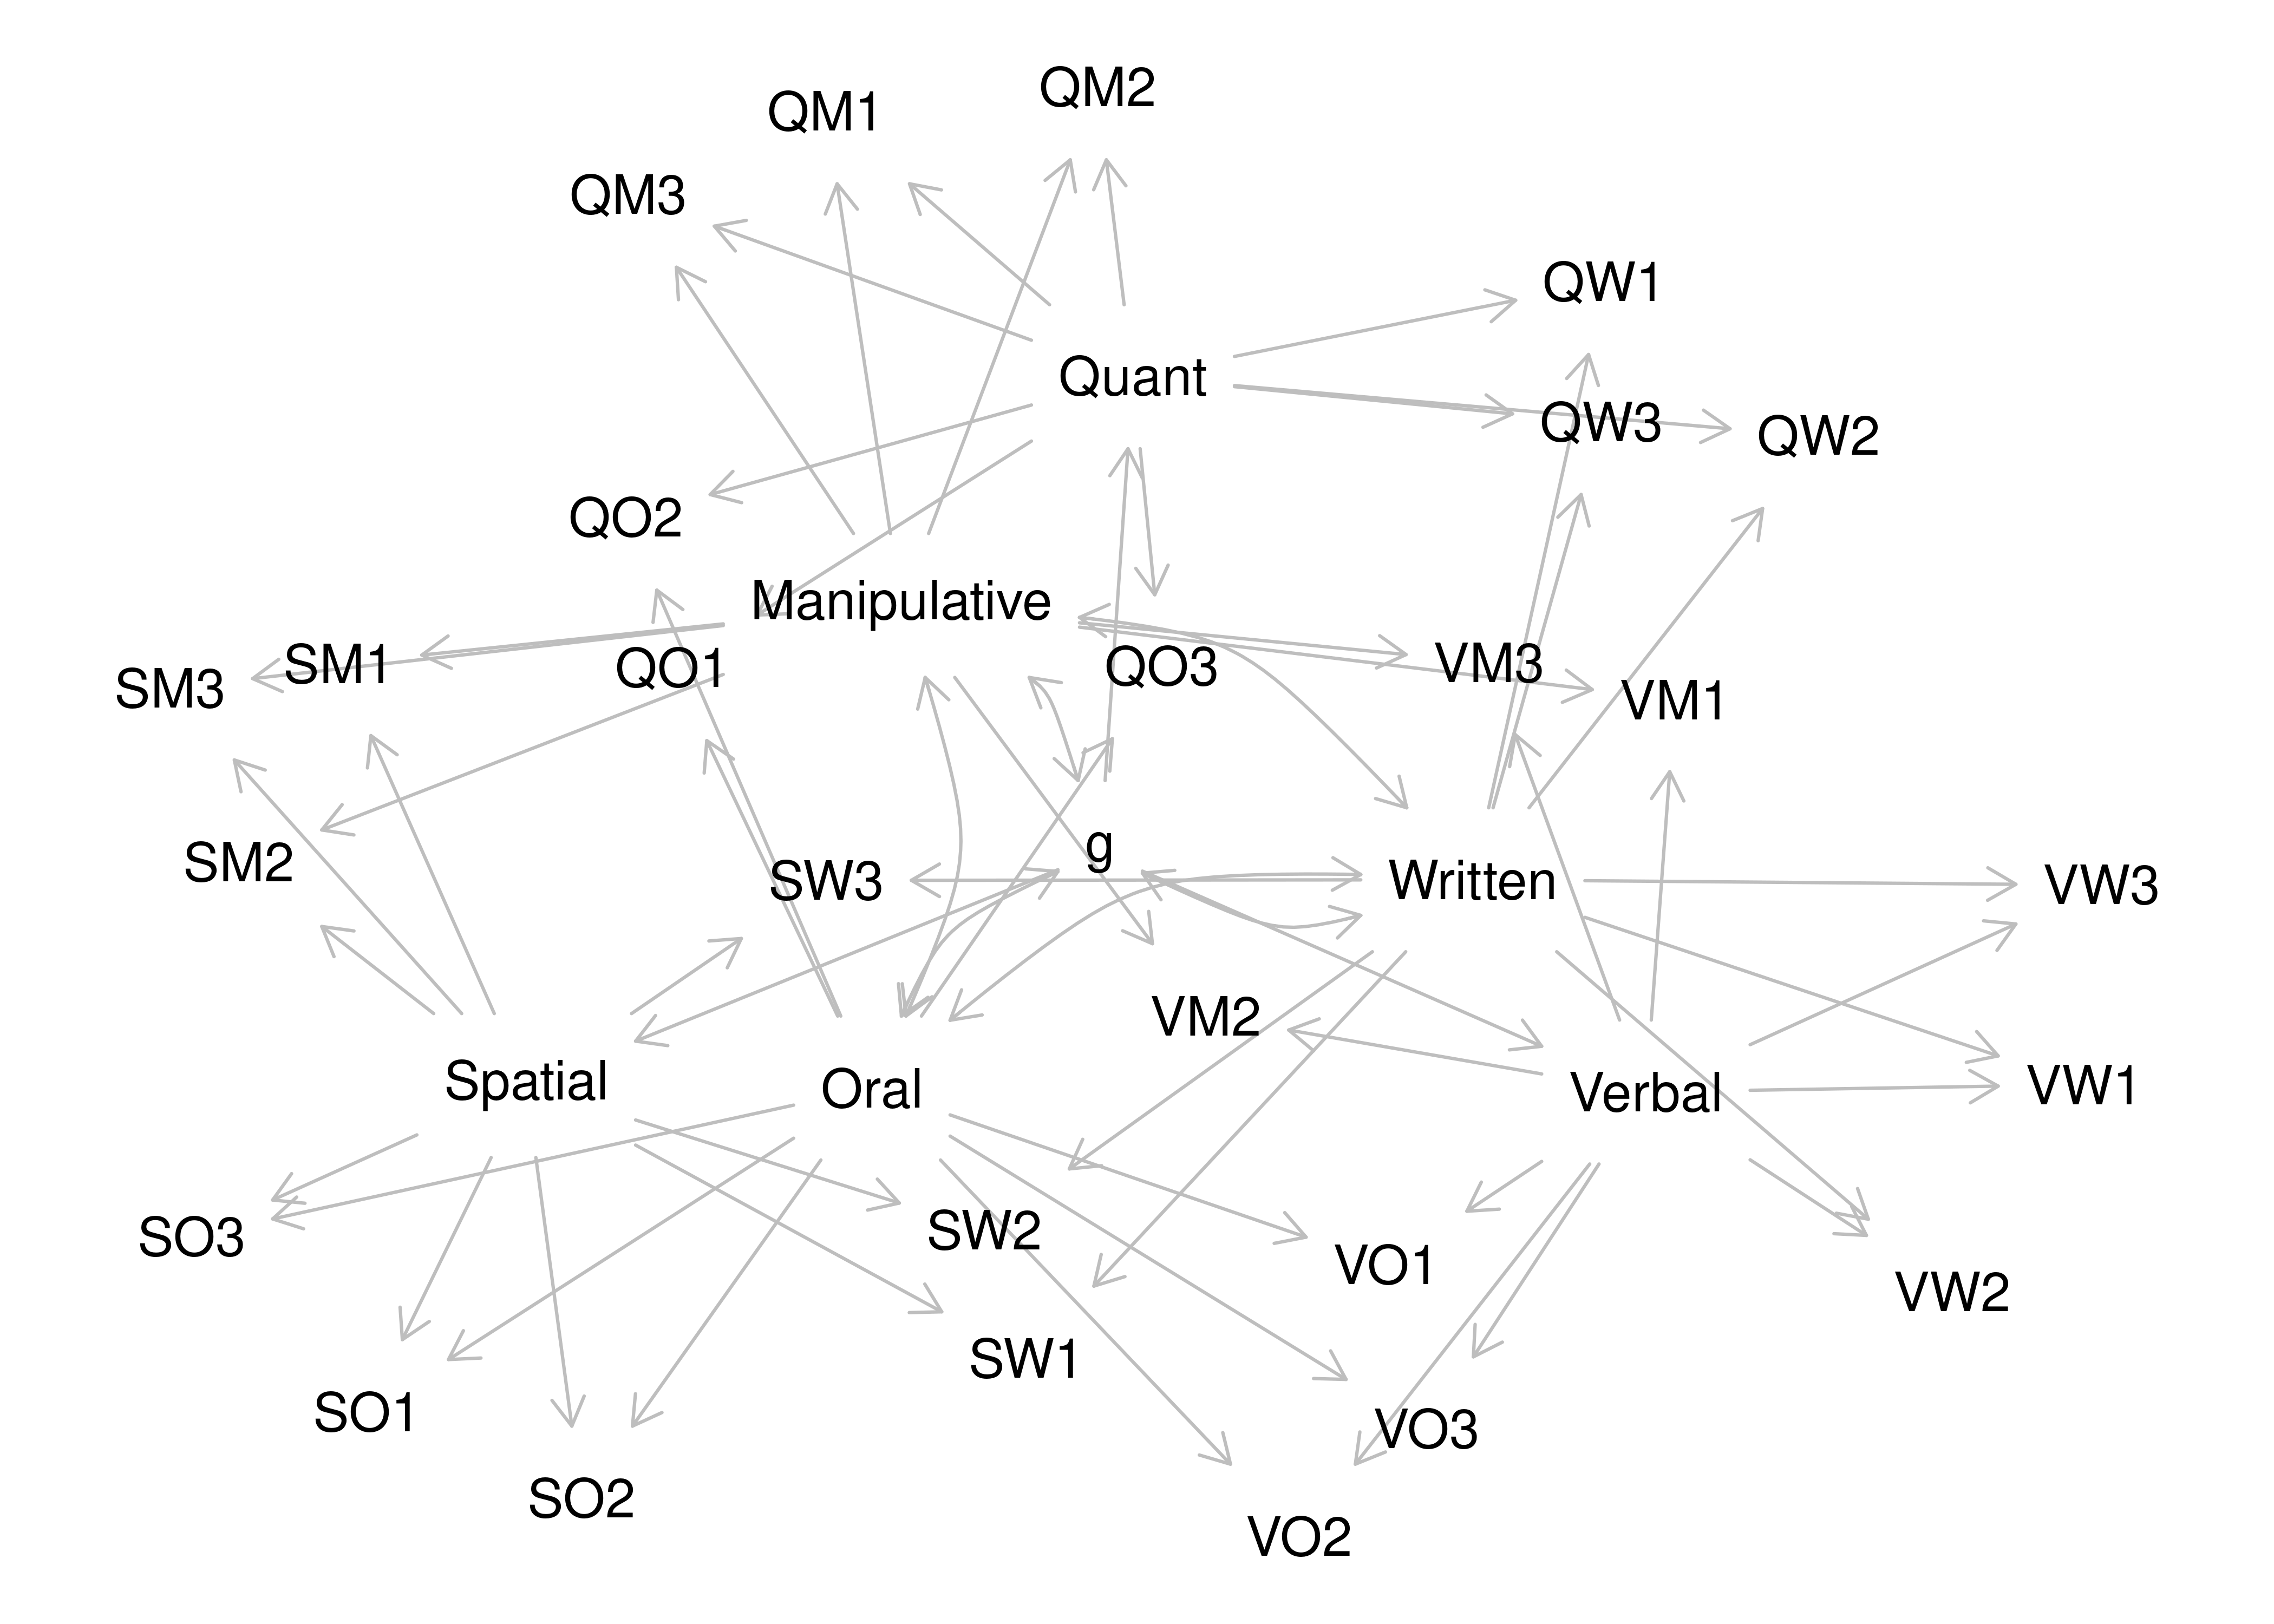 QM2
QM1
QM3
QW1
Quant
QW3
QW2
QO2
Manipulative
SM1
QO1
QO3
VM3
SM3
VM1
g
SM2
SW3
Written
VW3
VM2
Spatial
Oral
Verbal
VW1
SW2
SO3
VO1
VW2
SW1
SO1
VO3
SO2
VO2